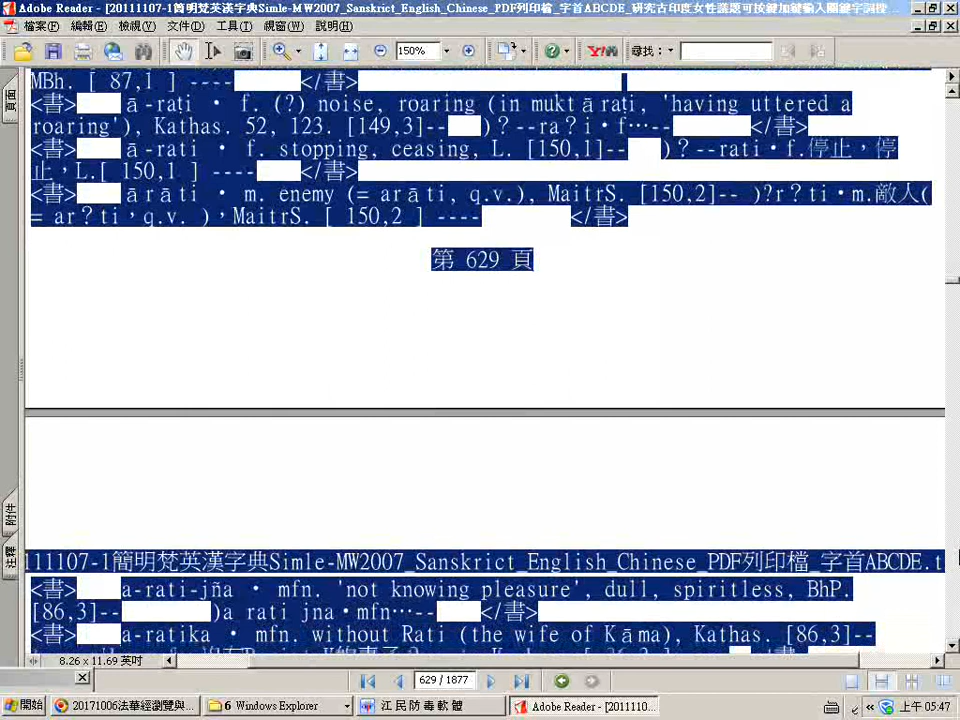 Adobe Reader - [20111107-1簡明梵英漢字典Simle-MW2007_Sanskrict_English_Chinese_PDF列印檔_字首ABCDE_研究古印度女性議題可按鍵加鍵輸入關鍵字詞搜
檔案(F) 編輯(E) 檢視(V) 文件(D) 工具(T) 視窗(W) 說明(H)
150% 尋找：
頁面
MBh. [ 87,1 ] ---- </書>
<書> ā-raṭi • f. (?) noise, roaring (in muktāraṭi, 'having uttered a
roaring'), Kathas. 52, 123. [149,3]-- )？--ra？i•f…-- </書>
<書> ā-rati • f. stopping, ceasing, L. [150,1]-- )？--rati•f.停止，停
止，L.[ 150,1 ] ---- </書>
<書> ārāti • m. enemy (= arāti, q.v.), MaitrS. [150,2]-- )?r？ti•m.敵人(
= ar？ti，q.v. )，MaitrS. [ 150,2 ] ---- </書>
第 629 頁
附件
注釋
111107-1簡明梵英漢字典Simle-MW2007_Sanskrict_English_Chinese_PDF列印檔_字首ABCDE.t
<書> a-rati-jña • mfn. 'not knowing pleasure', dull, spiritless, BhP.
[86,3]-- )a rati jna•mfn…-- </書>
<書> a-ratika • mfn. without Rati (the wife of Kāma), Kathas. [86,3]--
8.26 x 11.69 英吋
629 / 1877
開始 20171006法華經瀏覽與... 6 Windows Explorer 江民防毒軟體 Adobe Reader - [2011110... 上午 05:47